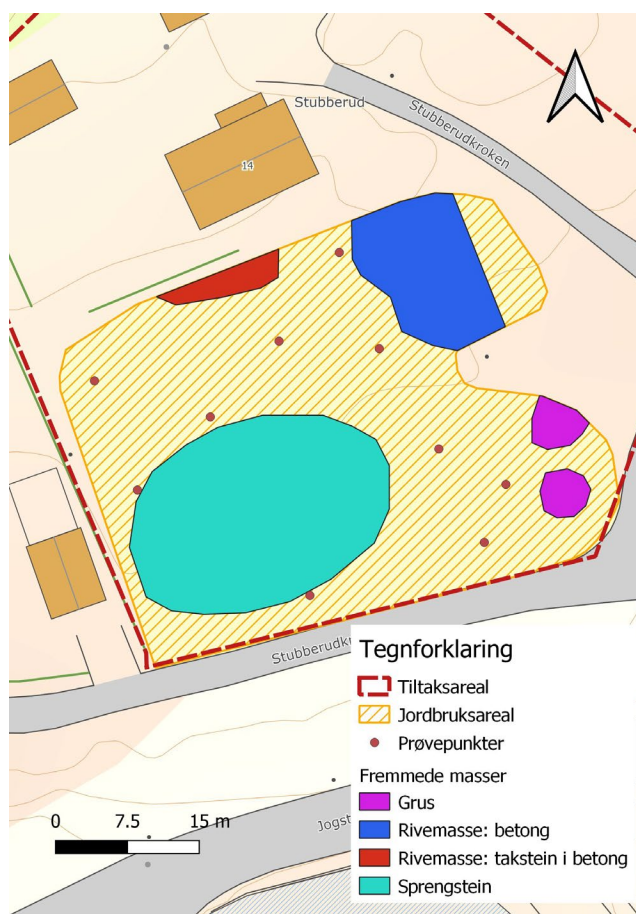 Stubberud
Stubberudkroken
14
Stubberudk
Tegnforklaring
Tiltaksareal
Jordbruksareal
Prøvepunkter
Fremmede masser
Grus
Rivemasse: betong
Rivemasse: takstein i betong
Sprengstein
0 7.5 15 m
Jogst